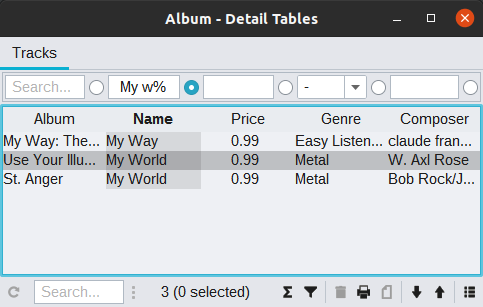 Album - Detail Tables
Tracks
Search... My w% -
Album Name Price Genre Composer
My Way: The... My Way 0.99 Easy Listen... claude fran...
Use Your Illu... My World 0.99 Metal W. Axl Rose
St. Anger My World 0.99 Metal Bob Rock/J...
Search... 3 (0 selected)